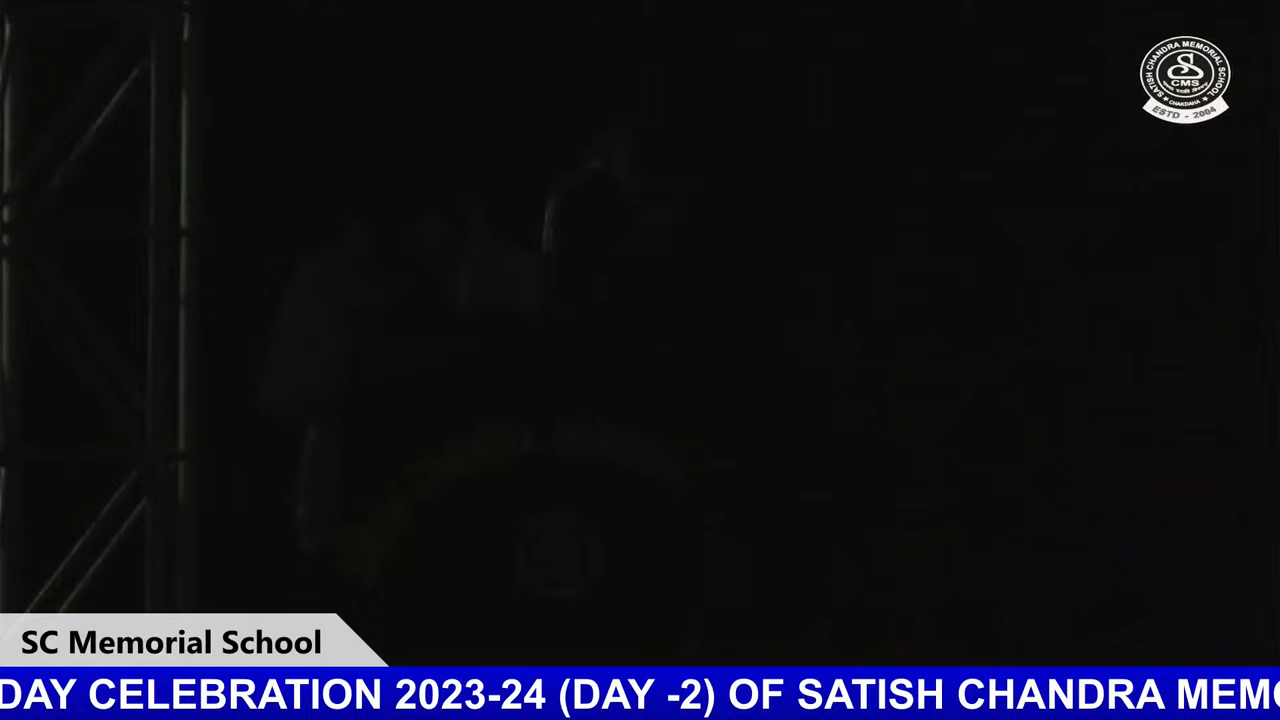 SATISH CHANDRA MEMORIAL SCHOOL
S
CMS
★ CHAKDAHA ★
ESTD - 2004
SC Memorial School
DAY CELEBRATION 2023-24 (DAY -2) OF SATISH CHANDRA MEMO